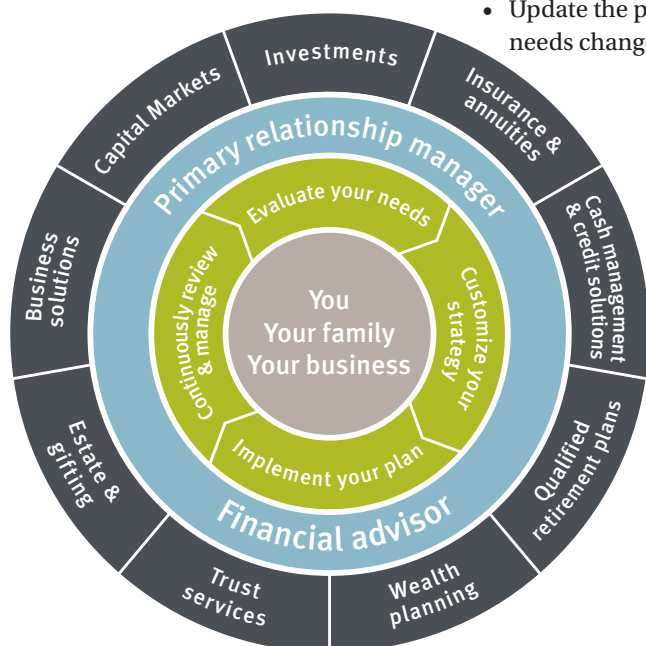 • Update the p
needs change
Investments
Insurance &
annuities
Cash management
& credit solutions
Qualified
retirement plans
Wealth
planning
Trust
services
Estate &
gifting
Business
solutions
Capital Markets
Primary relationship manager
Financial advisor
Evaluate your needs
Customize your
strategy
Implement your plan
Continuously review
& manage
You
Your family
Your business